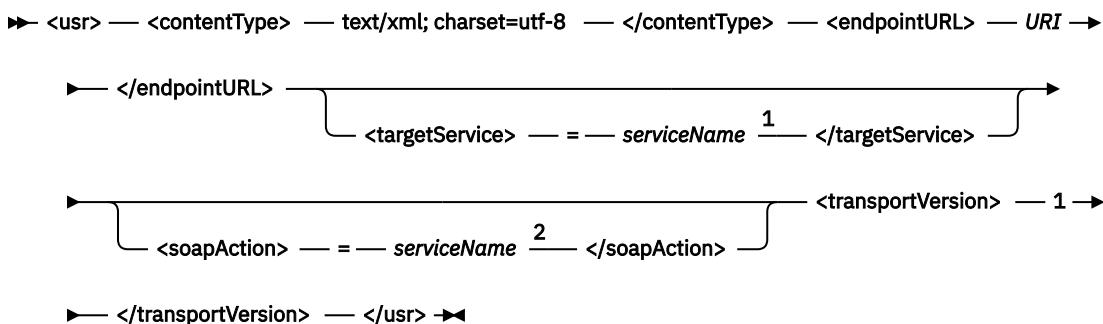 <usr> <contentType> text/xml; charset=utf-8 </contentType> <endpointURL> URI
</endpointURL>
<targetService> = serviceName 1 </targetService>
<transportVersion> 1
<soapAction> = serviceName 2 </soapAction>
</transportVersion> </usr>